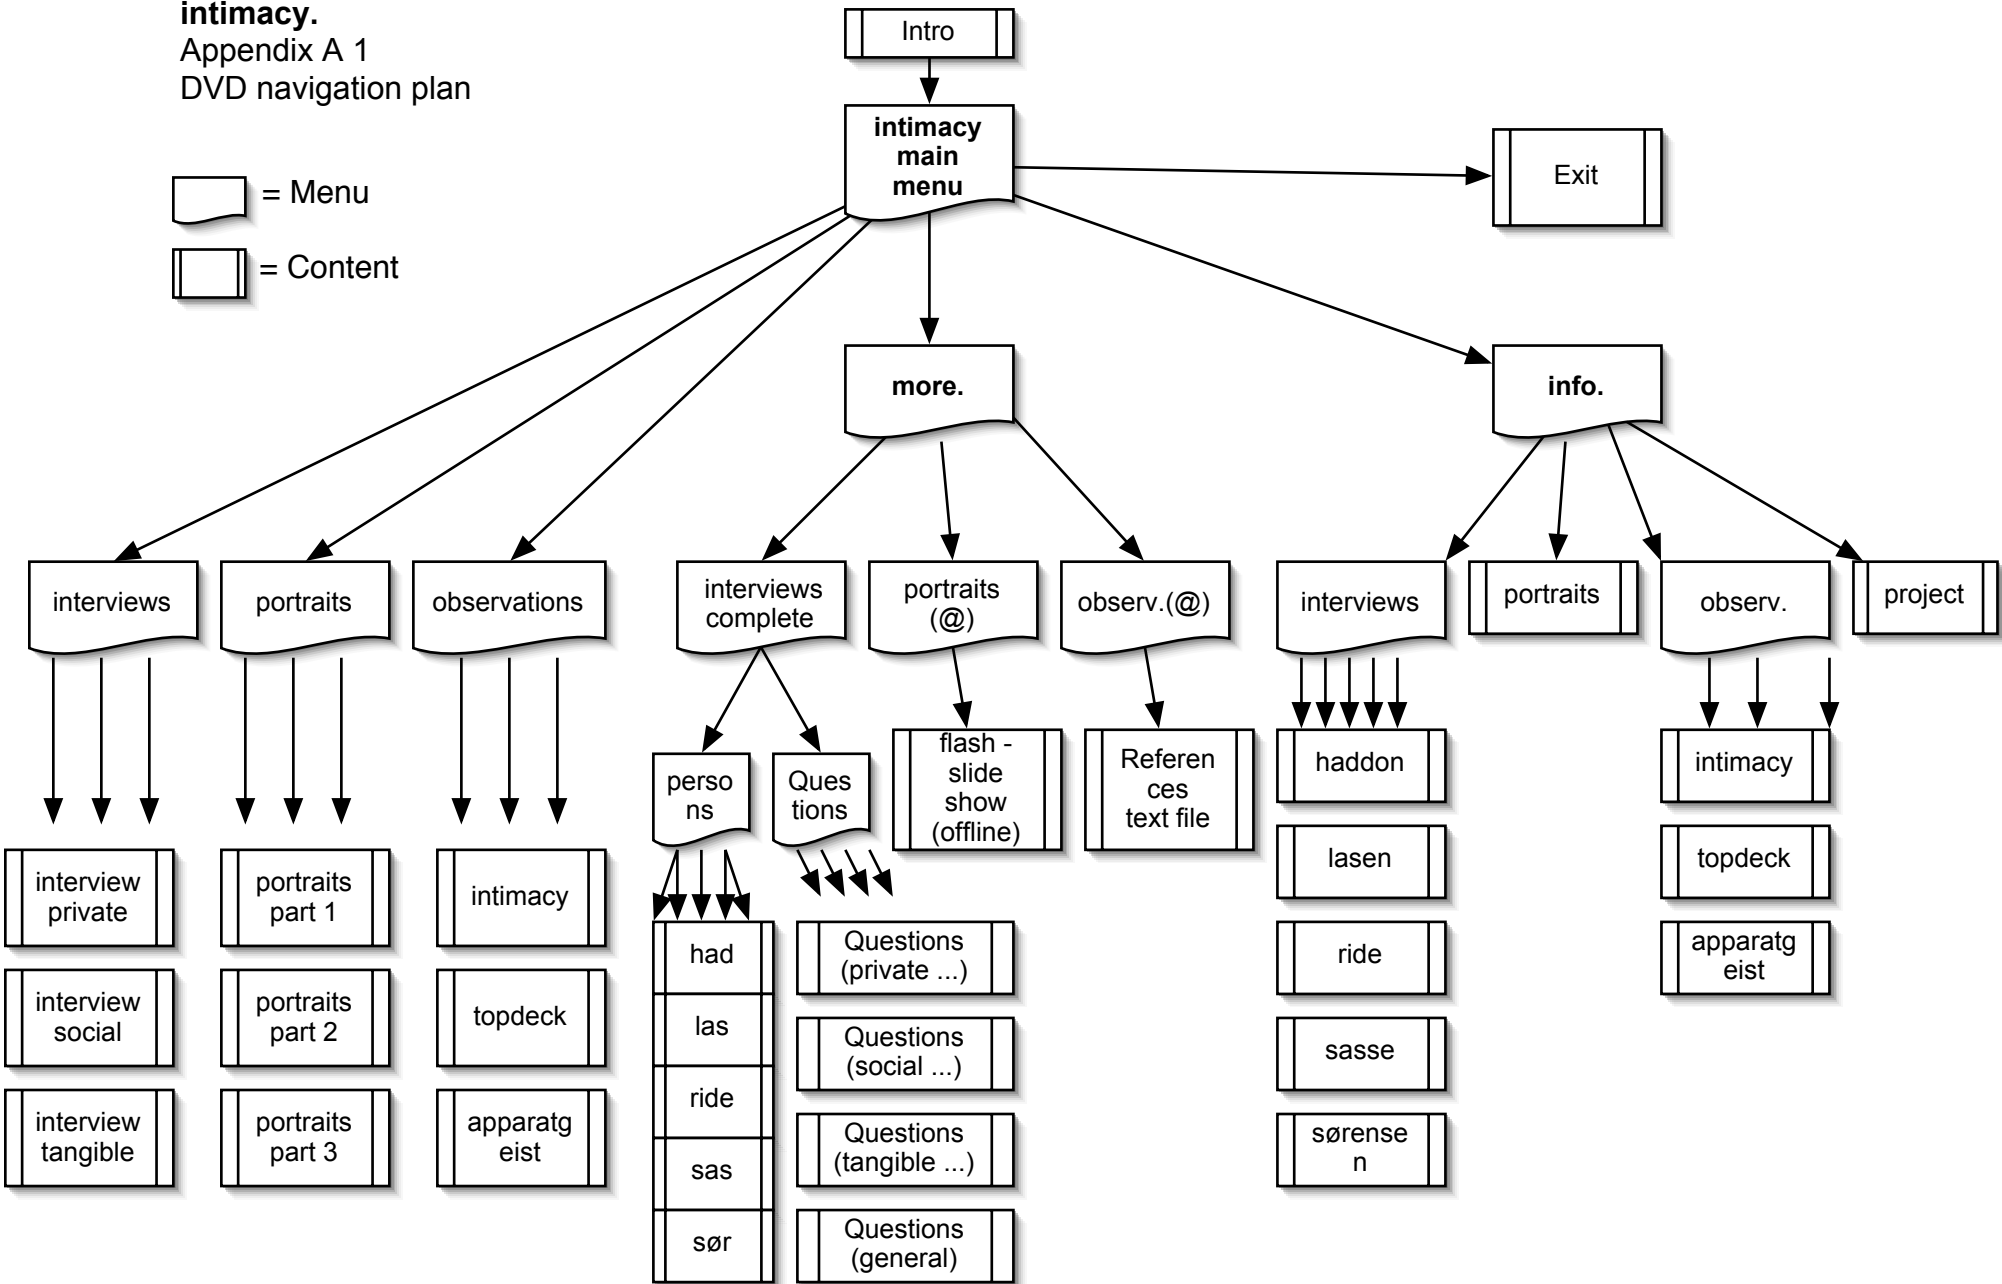 intimacy.
Appendix A 1
DVD navigation plan
= Menu
= Content
Intro
intimacy
main
menu
Exit
more.
info.
interviews
portraits
observations
interviews
complete
portraits
(@)
observ.(@)
interviews
portraits
observ.
project
perso
ns
Ques
tions
flash -
slide
show
(offline)
Referen
ces
text file
interview
private
interview
social
interview
tangible
portraits
part 1
portraits
part 2
portraits
part 3
intimacy
topdeck
apparatg
eist
had
las
ride
sas
sør
Questions
(private ...)
Questions
(social ...)
Questions
(tangible ...)
Questions
(general)
haddon
lasen
ride
sasse
sørense
n
intimacy
topdeck
apparatg
eist